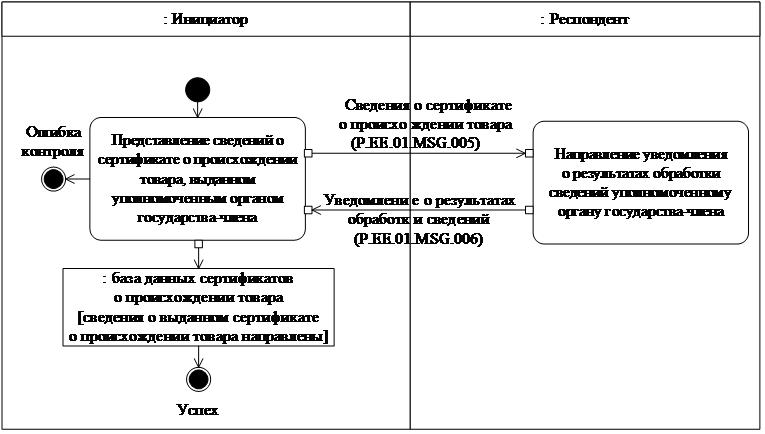 : Инициатор
: Респондент
Ошибка
контроля
Представление сведений о
сертификате о происхождении
товара, выданном
уполномоченным органом
государства-члена
Сведения о сертификате
о происхождении товара
(P.EE.01.MSG.005)
Направление уведомления
о результатах обработки
сведений уполномоченному
органу государства-члена
Уведомление о результатах
обработки сведений
(P.EE.01.MSG.006)
: база данных сертификатов
о происхождении товара
[сведения о выданном сертификате
о происхождении товара направлены]
Успех